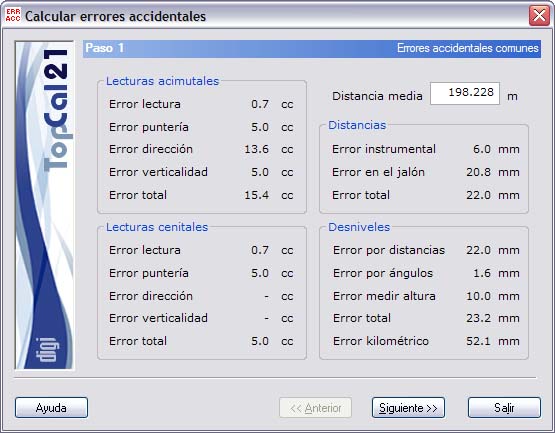 ERR
ACC
Calcular errores accidentales
Paso 1
Errores accidentales comunes
TopCal21
digi
Lecturas acimutales
Error lectura 0.7 cc
Error puntería 5.0 cc
Error dirección 13.6 cc
Error verticalidad 5.0 cc
Error total 15.4 cc
Distancia media 198.228 m
Distancias
Error instrumental 6.0 mm
Error en el jalón 20.8 mm
Error total 22.0 mm
Lecturas cenitales
Error lectura 0.7 cc
Error puntería 5.0 cc
Error dirección - cc
Error verticalidad - cc
Error total 5.0 cc
Desniveles
Error por distancias 22.0 mm
Error por ángulos 1.6 mm
Error medir altura 10.0 mm
Error total 23.2 mm
Error kilométrico 52.1 mm
Ayuda
<< Anterior
Siguiente >>
Salir